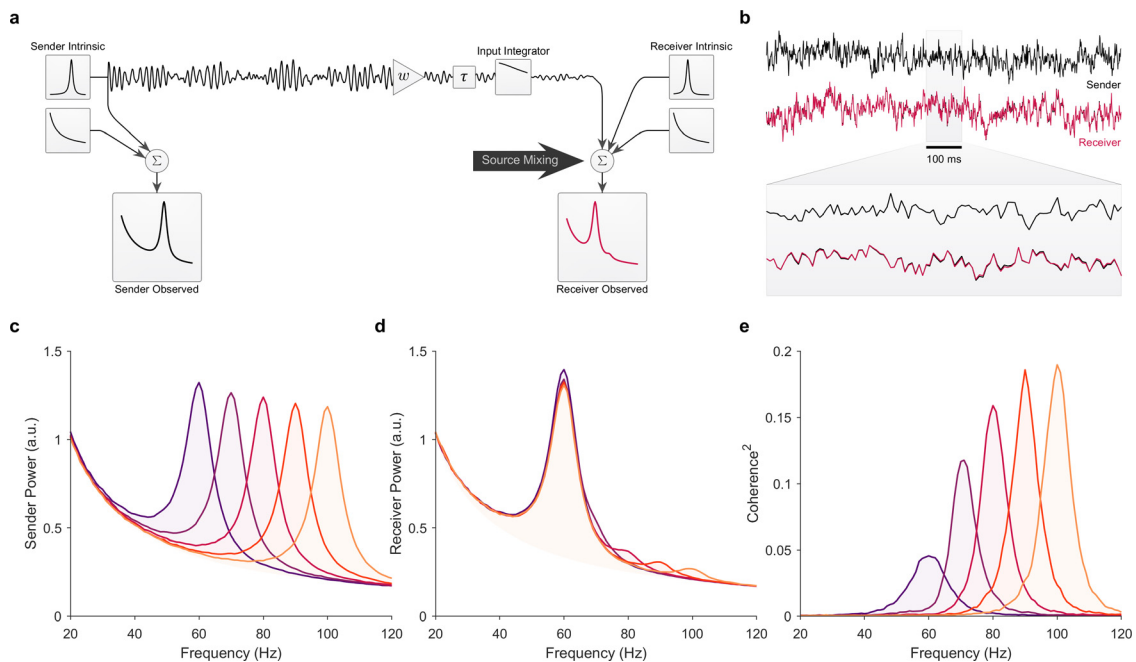 a
Sender Intrinsic
w
τ
Input Integrator
Receiver Intrinsic
Σ
Source Mixing
Σ
Sender Observed
Receiver Observed
b
Sender
Receiver
100 ms
c
Sender Power (a.u.)
1.5
1
0.5
0
20
40
60
80
100
120
Frequency (Hz)
d
Receiver Power (a.u.)
1.5
1
0.5
0
20
40
60
80
100
120
Frequency (Hz)
e
Coherence²
0.2
0.15
0.10
0.05
0
20
40
60
80
100
120
Frequency (Hz)